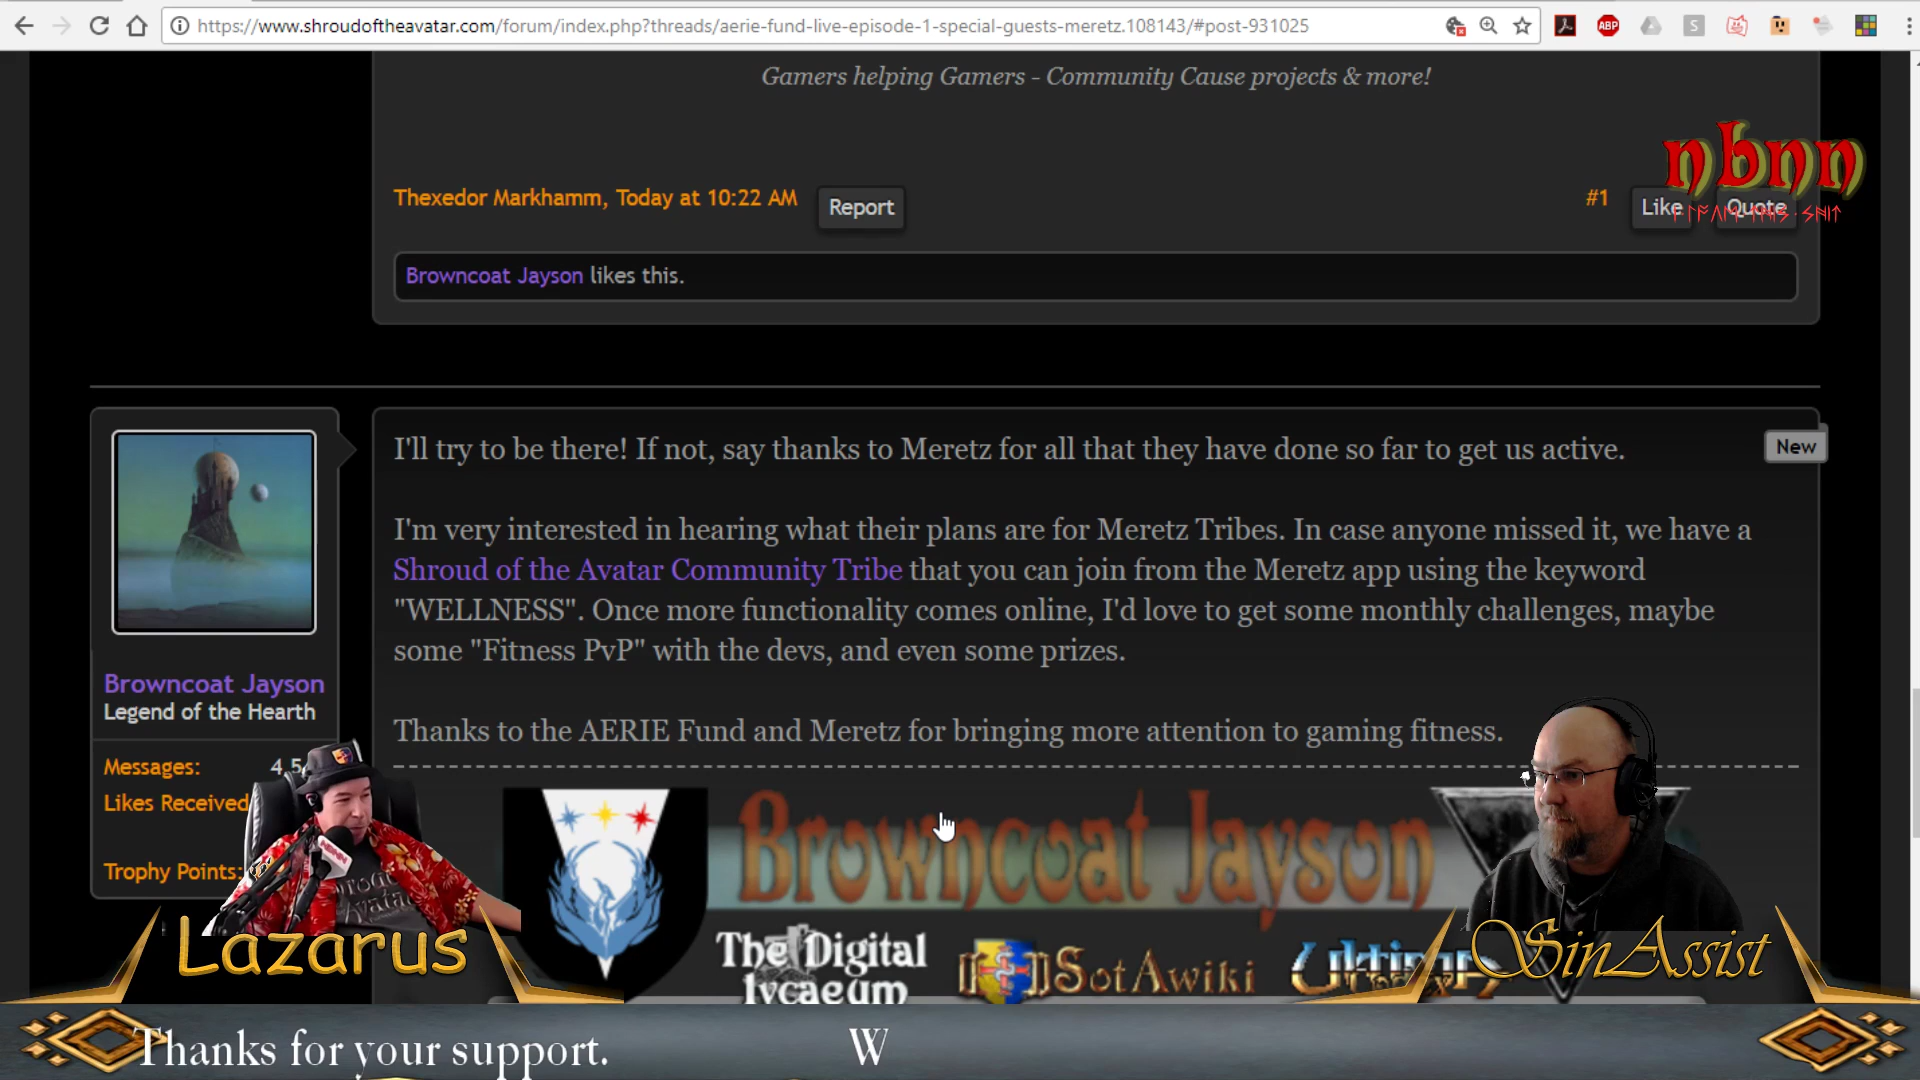 https://www.shroudoftheavatar.com/forum/index.php?threads/aerie-fund-live-episode-1-special-guests-meretz.108143/#post-931025
ABP
S
Gamers helping Gamers - Community Cause projects & more!
nbnn
Thexedor Markhamm, Today at 10:22 AM
Report
#1
Like
Quote
Browncoat Jayson likes this.
I'll try to be there! If not, say thanks to Meretz for all that they have done so far to get us active.
New
I'm very interested in hearing what their plans are for Meretz Tribes. In case anyone missed it, we have a
Shroud of the Avatar Community Tribe that you can join from the Meretz app using the keyword
"WELLNESS". Once more functionality comes online, I'd love to get some monthly challenges, maybe
some "Fitness PvP" with the devs, and even some prizes.
Browncoat Jayson
Legend of the Hearth
Thanks to the AERIE Fund and Meretz for bringing more attention to gaming fitness.
Messages:
Likes Received
Trophy Points:
NBNN
Browncoat Jayson
The Digital
lycaeum
SotAwiki
Lazarus
SinAssist
Thanks for your support.
W